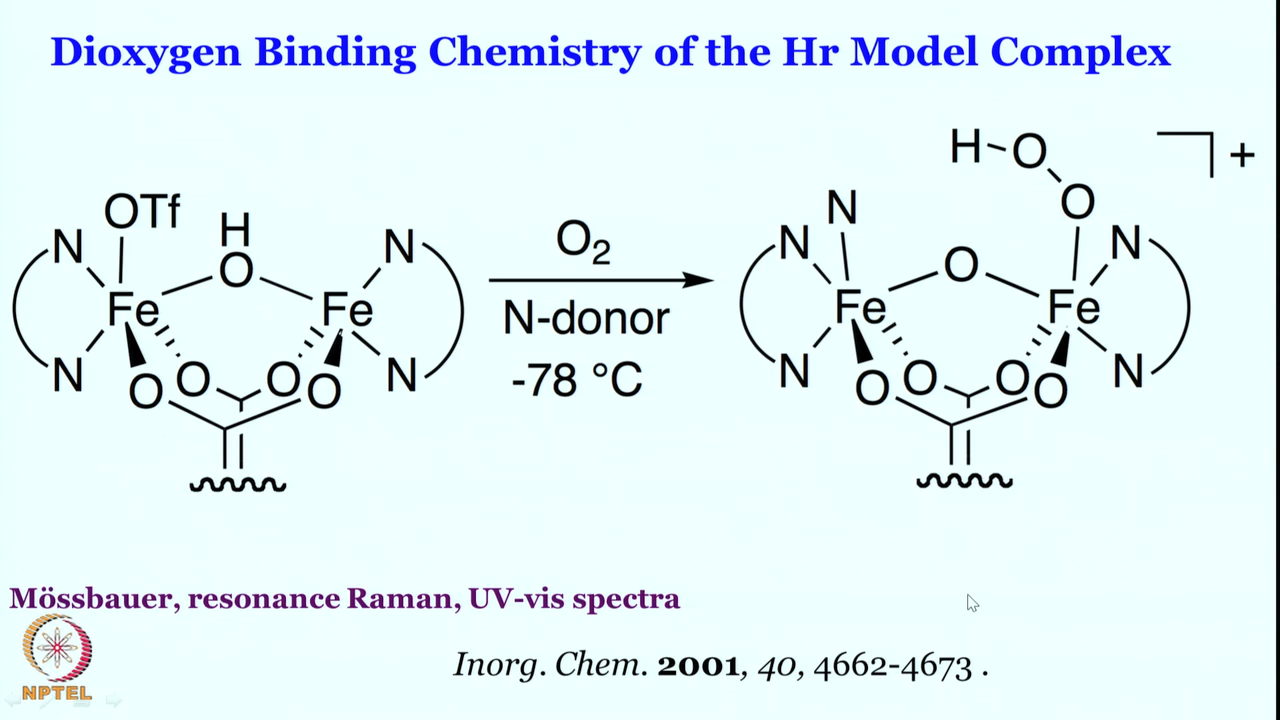 Dioxygen Binding Chemistry of the Hr Model Complex
OTf
H
N
O
N
Fe
Fe
N
O
O
O
O
N
O2
N-donor
-78 °C
H-O
O
+
N
N
O
N
Fe
Fe
N
O
O
O
O
N
Mössbauer, resonance Raman, UV-vis spectra
Inorg. Chem. 2001, 40, 4662-4673 .
NPTEL